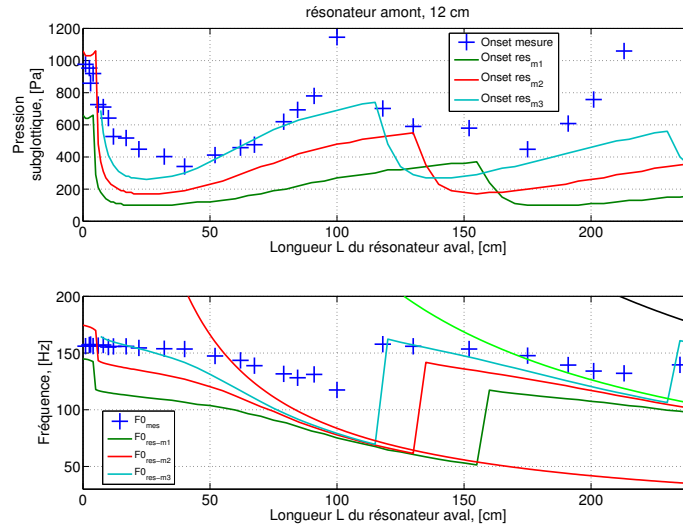 résonateur amont, 12 cm
Pression
subglottique, [Pa]
1200
1000
800
600
400
200
0
Onset mesure
Onset res_m1
Onset res_m2
Onset res_m3
0 50 100 150 200
Longueur L du résonateur aval, [cm]
Fréquence, [Hz]
200
150
100
50
F0_mes
F0_res−m1
F0_res−m2
F0_res−m3
0 50 100 150 200
Longueur L du résonateur aval, [cm]